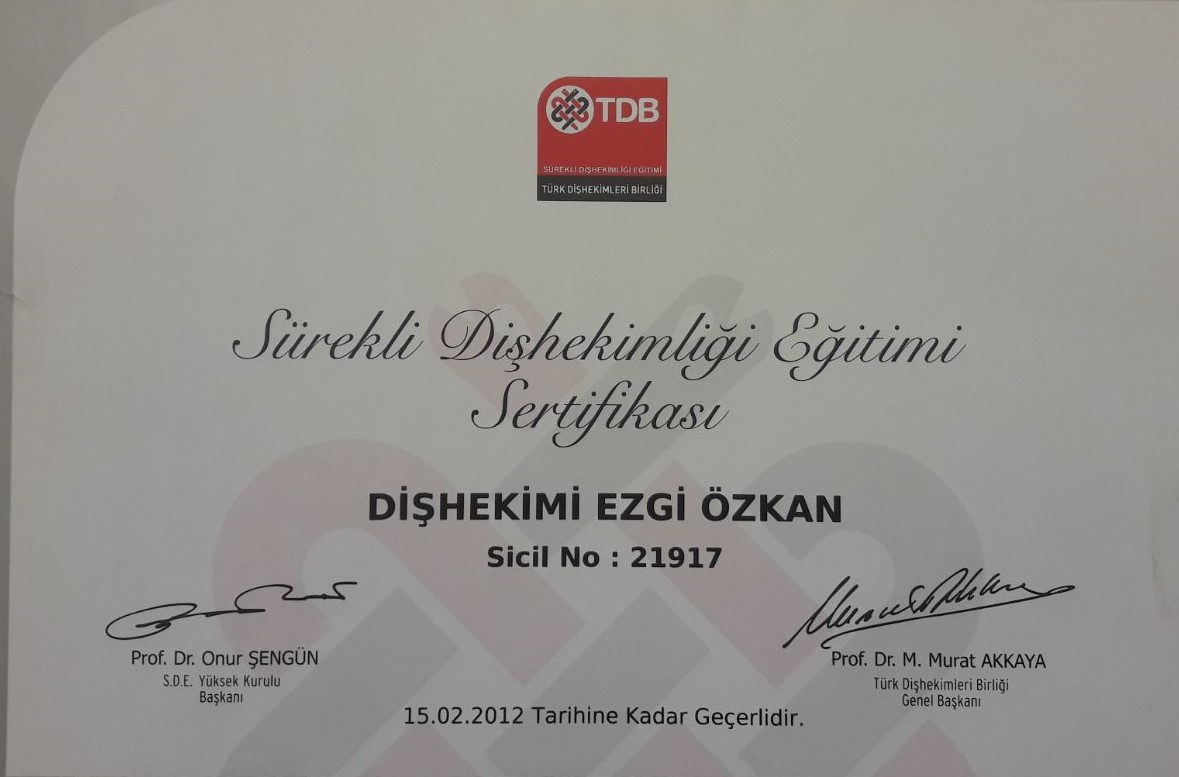 TDB
SÜREKLİ DİŞHEKİMLİĞİ EĞİTİMİ
TÜRK DİŞHEKİMLERİ BİRLİĞİ
Sürekli Dişhekimliği Eğitimi
Sertifikası
DİŞHEKİMİ EZGİ ÖZKAN
Sicil No : 21917
Prof. Dr. Onur ŞENGÜN
S.D.E. Yüksek Kurulu
Başkanı
Prof. Dr. M. Murat AKKAYA
Türk Dişhekimleri Birliği
Genel Başkanı
15.02.2012 Tarihine Kadar Geçerlidir.